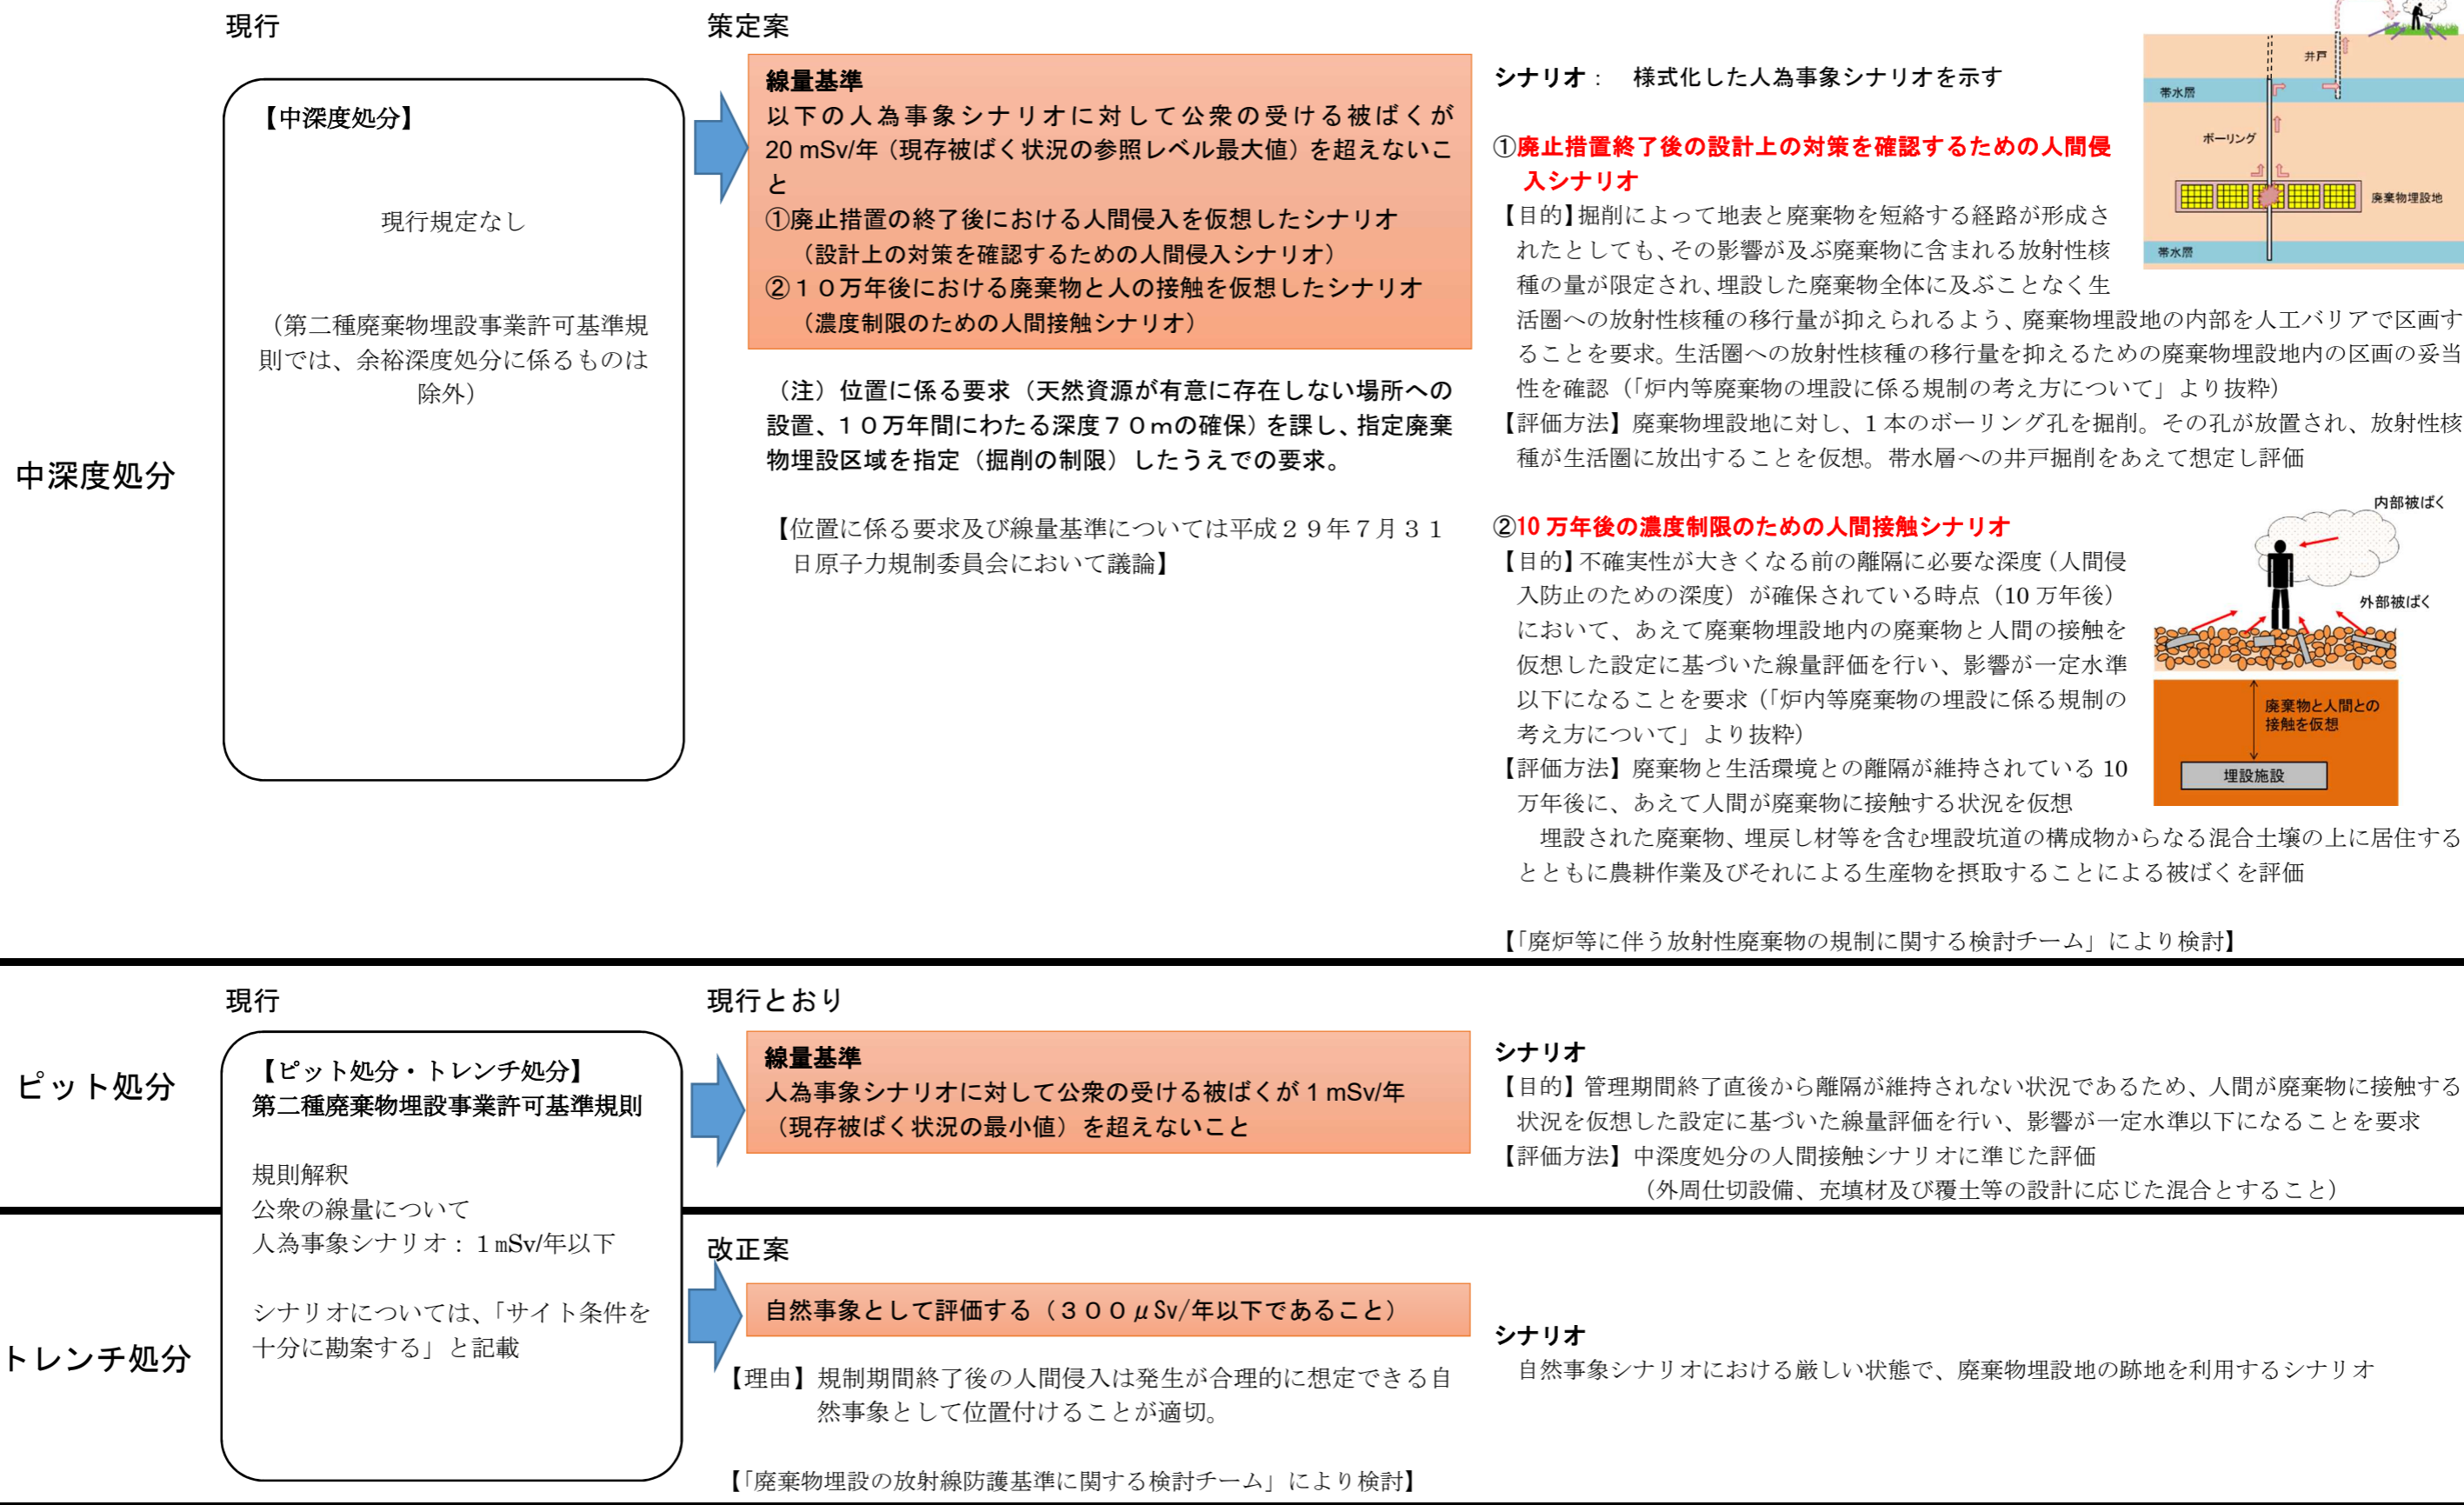 中深度処分
現行
【中深度処分】
現行規定なし
（第二種廃棄物埋設事業許可基準規
則では、余裕深度処分に係るものは
除外）
策定案
線量基準
以下の人為事象シナリオに対して公衆の受ける被ばくが
20 mSv/年（現存被ばく状況の参照レベル最大値）を超えないこ
と
①廃止措置の終了後における人間侵入を仮想したシナリオ
（設計上の対策を確認するための人間侵入シナリオ）
②１０万年後における廃棄物と人の接触を仮想したシナリオ
（濃度制限のための人間接触シナリオ）
（注）位置に係る要求（天然資源が有意に存在しない場所への
設置、１０万年間にわたる深度７０ｍの確保）を課し、指定廃棄
物埋設区域を指定（掘削の制限）したうえでの要求。
【位置に係る要求及び線量基準については平成２９年７月３１
日原子力規制委員会において議論】
シナリオ：　様式化した人為事象シナリオを示す
①廃止措置終了後の設計上の対策を確認するための人間侵
入シナリオ
【目的】掘削によって地表と廃棄物を短絡する経路が形成さ
れたとしても、その影響が及ぶ廃棄物に含まれる放射性核
種の量が限定され、埋設した廃棄物全体に及ぶことなく生
活圏への放射性核種の移行量が抑えられるよう、廃棄物埋設地の内部を人工バリアで区画す
ることを要求。生活圏への放射性核種の移行量を抑えるための廃棄物埋設地内の区画の妥当
性を確認（「炉内等廃棄物の埋設に係る規制の考え方について」より抜粋）
【評価方法】廃棄物埋設地に対し、1 本のボーリング孔を掘削。その孔が放置され、放射性核
種が生活圏に放出することを仮想。帯水層への井戸掘削をあえて想定し評価
井戸
帯水層
ボーリング
廃棄物埋設地
帯水層
②10 万年後の濃度制限のための人間接触シナリオ
【目的】不確実性が大きくなる前の離隔に必要な深度（人間侵
入防止のための深度）が確保されている時点（10 万年後）
において、あえて廃棄物埋設地内の廃棄物と人間の接触を
仮想した設定に基づいた線量評価を行い、影響が一定水準
以下になることを要求（「炉内等廃棄物の埋設に係る規制の
考え方について」より抜粋）
【評価方法】廃棄物と生活環境との離隔が維持されている 10
万年後に、あえて人間が廃棄物に接触する状況を仮想
埋設された廃棄物、埋戻し材等を含む埋設坑道の構成物からなる混合土壌の上に居住する
とともに農耕作業及びそれによる生産物を摂取することによる被ばくを評価
内部被ばく
外部被ばく
廃棄物と人間との
接触を仮想
埋設施設
【「廃炉等に伴う放射性廃棄物の規制に関する検討チーム」により検討】
ピット処分
現行
【ピット処分・トレンチ処分】
第二種廃棄物埋設事業許可基準規則
規則解釈
公衆の線量について
人為事象シナリオ：１mSv/年以下
シナリオについては、「サイト条件を
十分に勘案する」と記載
現行とおり
線量基準
人為事象シナリオに対して公衆の受ける被ばくが 1 mSv/年
（現存被ばく状況の最小値）を超えないこと
シナリオ
【目的】管理期間終了直後から離隔が維持されない状況であるため、人間が廃棄物に接触する
状況を仮想した設定に基づいた線量評価を行い、影響が一定水準以下になることを要求
【評価方法】中深度処分の人間接触シナリオに準じた評価
（外周仕切設備、充填材及び覆土等の設計に応じた混合とすること）
トレンチ処分
改正案
自然事象として評価する（３００μSv/年以下であること）
【理由】規制期間終了後の人間侵入は発生が合理的に想定できる自
然事象として位置付けることが適切。
【「廃棄物埋設の放射線防護基準に関する検討チーム」により検討】
シナリオ
自然事象シナリオにおける厳しい状態で、廃棄物埋設地の跡地を利用するシナリオ